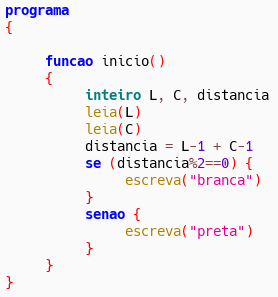 programa
{
funcao inicio()
{
inteiro L, C, distancia
leia(L)
leia(C)
distancia = L-1 + C-1
se (distancia%2==0) {
escreva("branca")
}
senao {
escreva("preta")
}
}
}